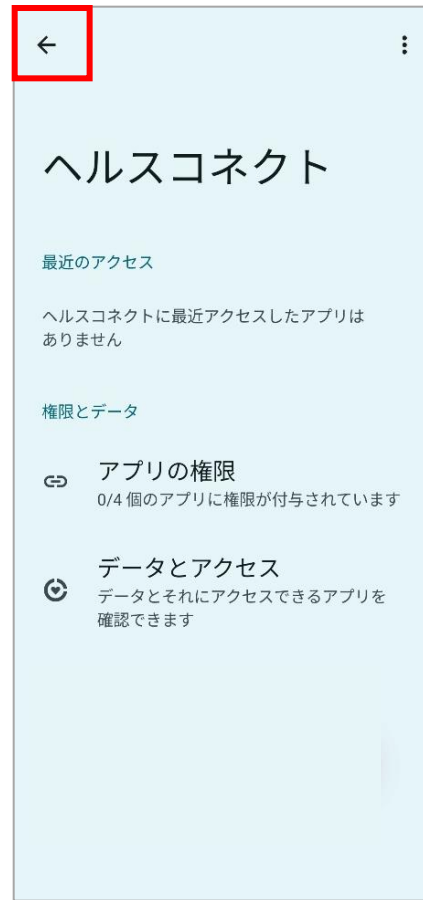 ヘルスコネクト
最近のアクセス
ヘルスコネクトに最近アクセスしたアプリは
ありません
権限とデータ
アプリの権限
0/4 個のアプリに権限が付与されています
データとアクセス
データとそれにアクセスできるアプリを
確認できます